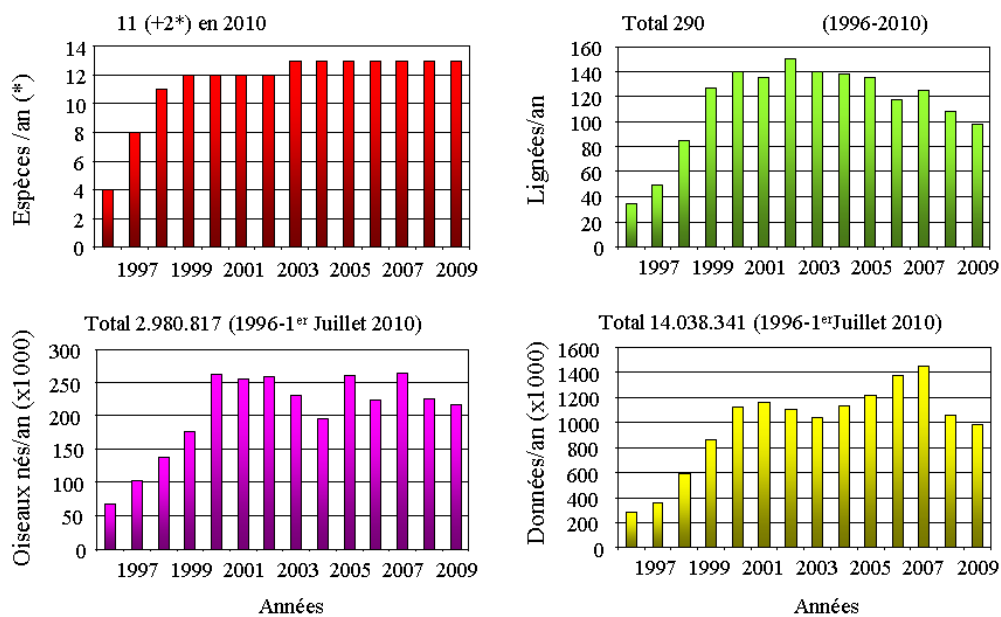 11 (+2*) en 2010
Espèces /an (*)
14
12
10
8
6
4
2
0
1997 1999 2001 2003 2005 2007 2009
Total 290 (1996-2010)
Lignées/an
160
140
120
100
80
60
40
20
0
1997 1999 2001 2003 2005 2007 2009
Total 2.980.817 (1996-1er Juillet 2010)
Oiseaux nés/an (x1000)
300
250
200
150
100
50
0
1997 1999 2001 2003 2005 2007 2009
Années
Total 14.038.341 (1996-1erJuillet 2010)
Données/an (x1000)
1600
1400
1200
1000
800
600
400
200
0
1997 1999 2001 2003 2005 2007 2009
Années